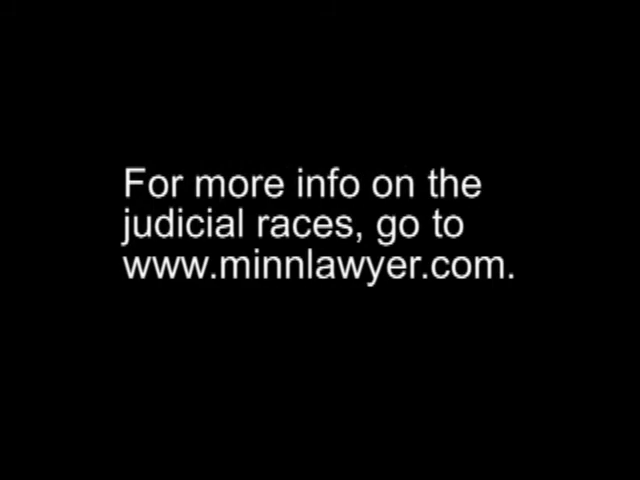 For more info on the
judicial races, go to
www.minnlawyer.com.